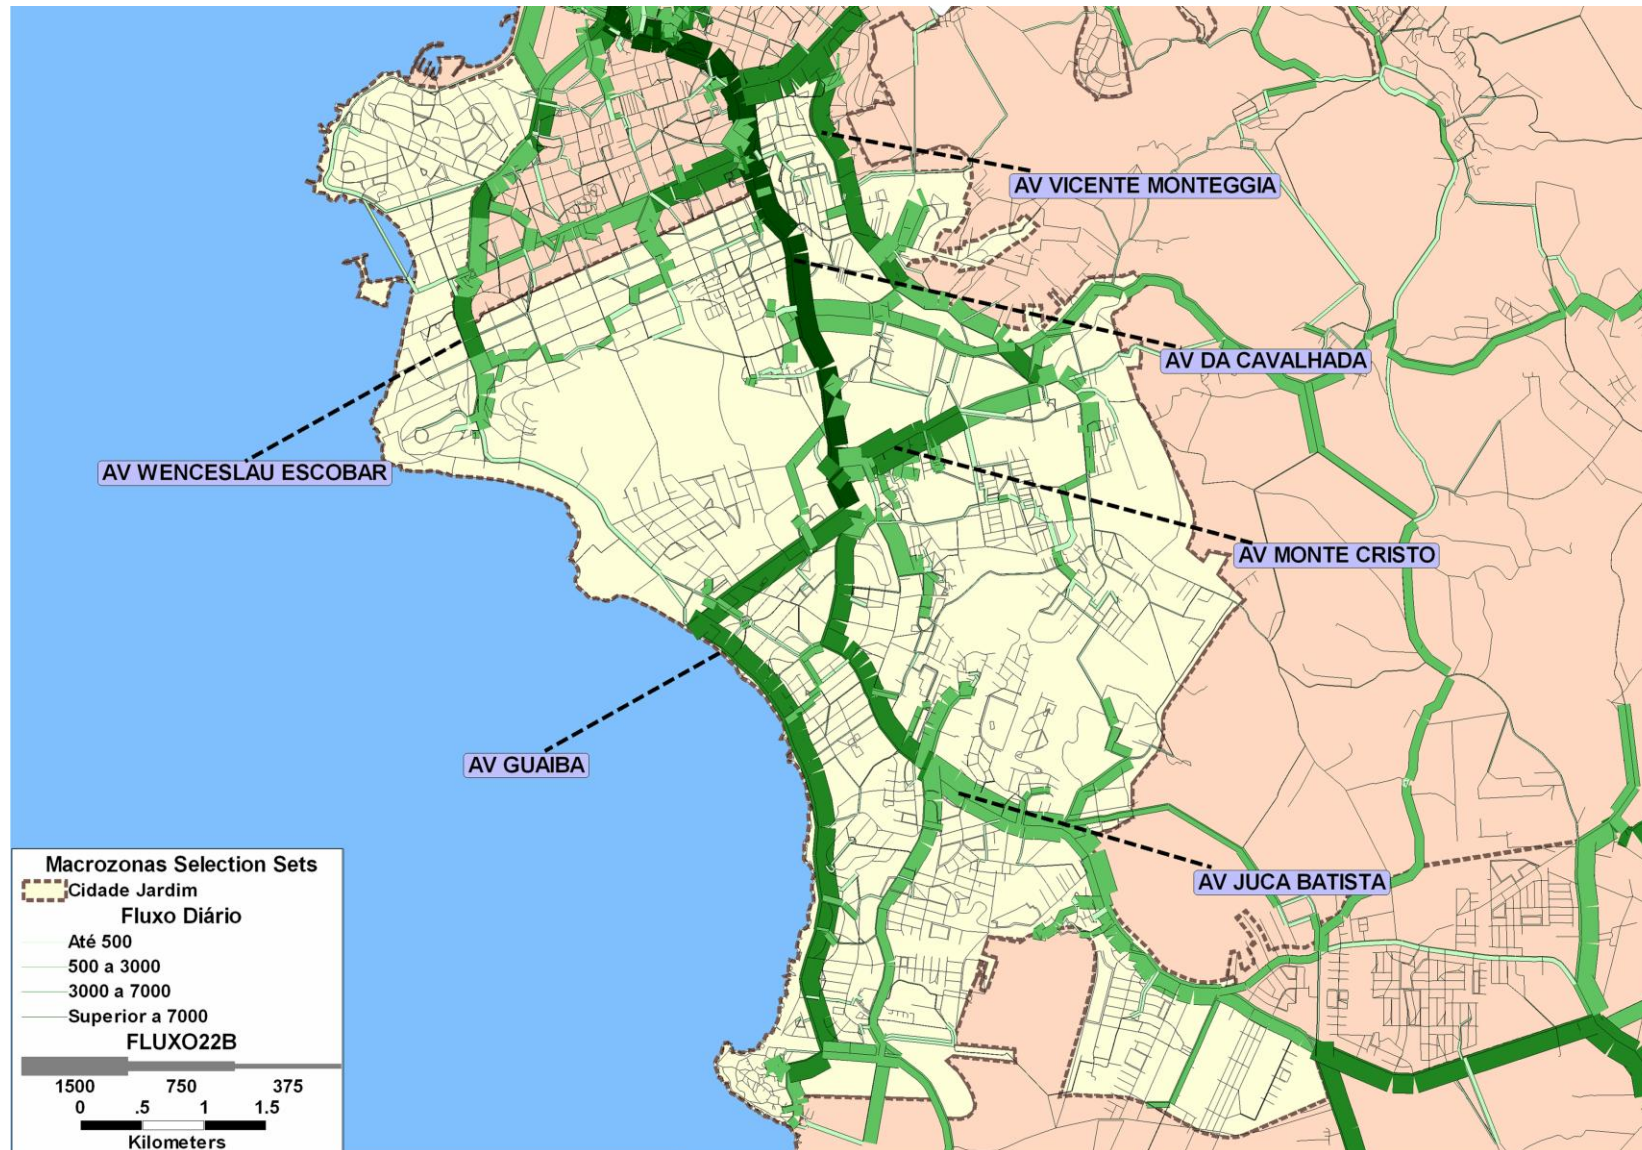 AV VICENTE MONTEGGIA
AV DA CAVALHADA
AV WENCESLAU ESCOBAR
AV MONTE CRISTO
AV GUAIBA
AV JUCA BATISTA
Macrozonas Selection Sets
Cidade Jardim
Fluxo Diário
Até 500
500 a 3000
3000 a 7000
Superior a 7000
FLUXO22B
1500 750 375
0 .5 1 1.5
Kilometers